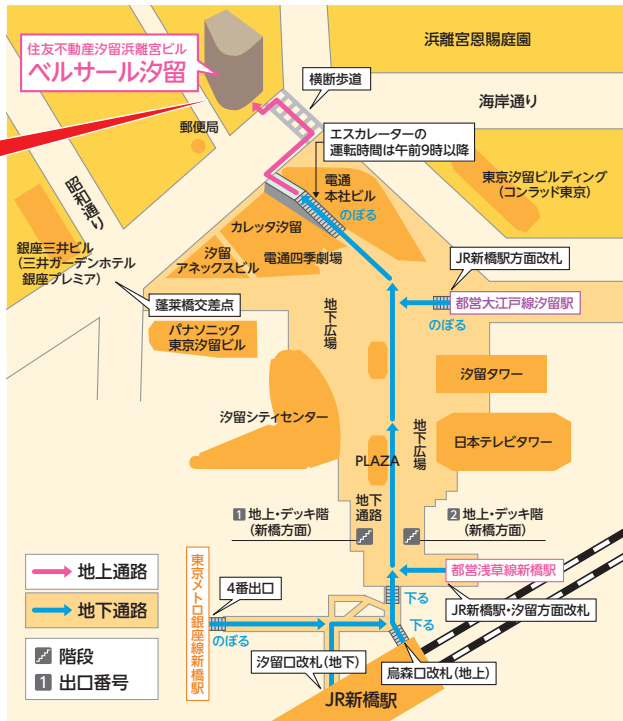 浜離宮恩賜庭園
住友不動産汐留浜離宮ビル
ベルサール汐留
横断歩道
海岸通り
郵便局
エスカレーターの
運転時間は午前9時以降
昭和通り
電通
本社ビル
東京汐留ビルディング
(コンラッド東京)
のぼる
カレッタ汐留
銀座三井ビル
(三井ガーデンホテル
銀座プレミア)
汐留
アネックスビル
電通四季劇場
JR新橋駅方面改札
蓬莱橋交差点
地下広場
都営大江戸線汐留駅
のぼる
パナソニック
東京汐留ビル
汐留タワー
汐留シティセンター
地下広場
日本テレビタワー
PLAZA
地下
通路
1 地上・デッキ階
(新橋方面)
2 地上・デッキ階
(新橋方面)
地上通路
地下通路
階段
1 出口番号
東京メトロ銀座線新橋駅
4番出口
のぼる
都営浅草線新橋駅
下る
JR新橋駅・汐留方面改札
下る
汐留口改札(地下)
烏森口改札(地上)
JR新橋駅